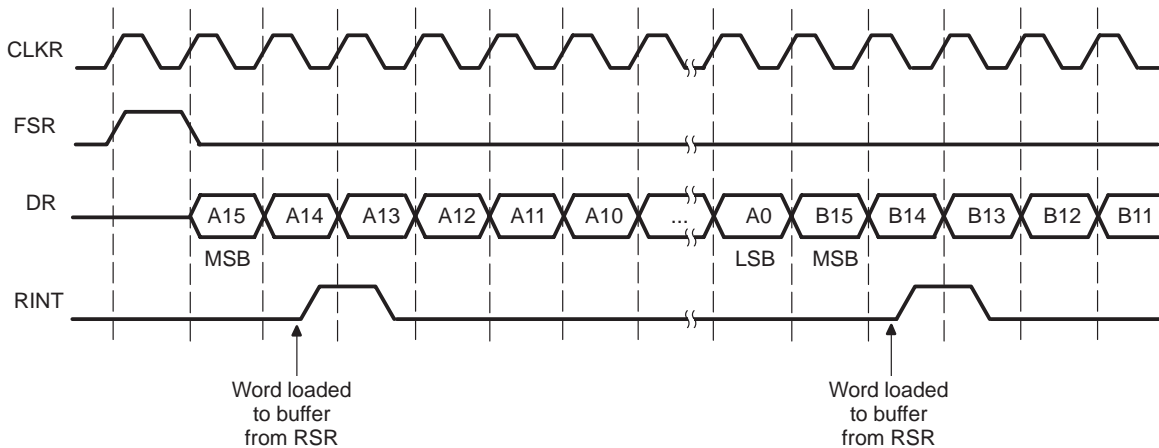 CLKR
FSR
DR
A15 A14 A13 A12 A11 A10 ... A0 B15 B14 B13 B12 B11
MSB LSB MSB
RINT
Word loaded
to buffer
from RSR
Word loaded
to buffer
from RSR